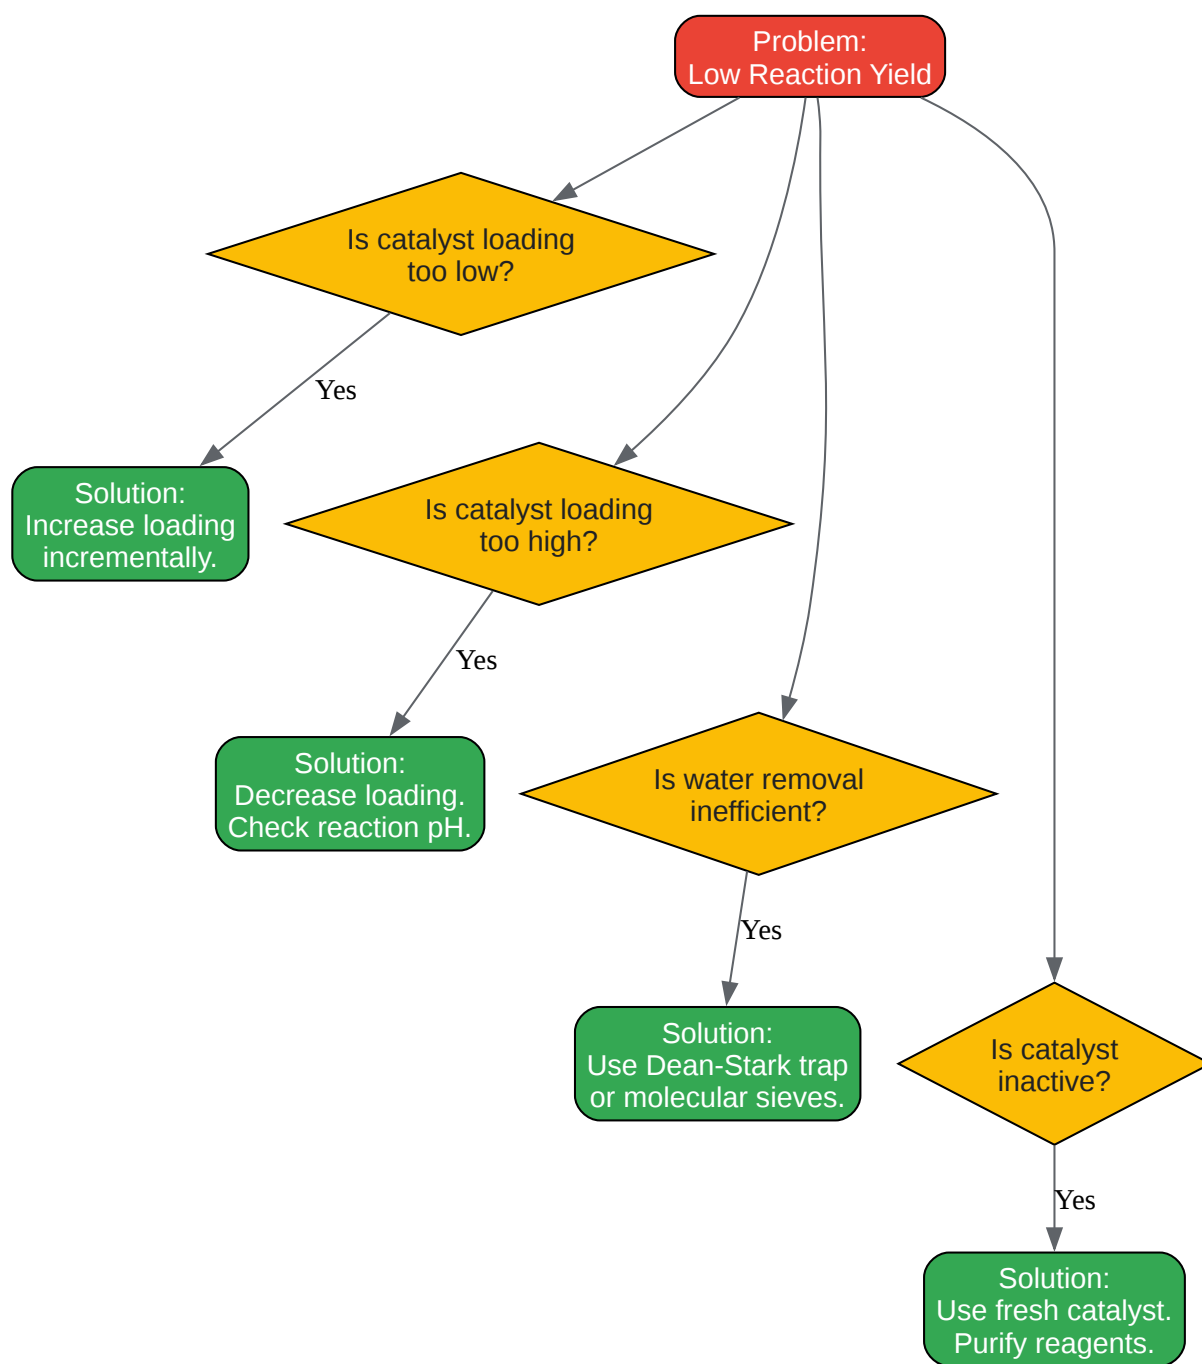 Problem:
Low Reaction Yield
Is catalyst loading
too low?
Yes
Solution:
Increase loading
incrementally.
Is catalyst loading
too high?
Yes
Solution:
Decrease loading.
Check reaction pH.
Is water removal
inefficient?
Yes
Solution:
Use Dean-Stark trap
or molecular sieves.
Is catalyst
inactive?
Yes
Solution:
Use fresh catalyst.
Purify reagents.